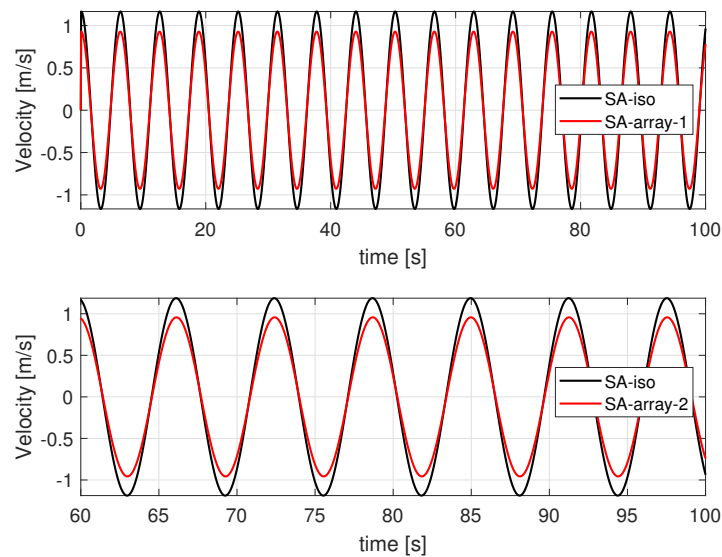 Velocity [m/s]
1
0.5
0
-0.5
-1
SA-iso
SA-array-1
0 20 40 60 80 100
time [s]
Velocity [m/s]
1
0.5
0
-0.5
-1
SA-iso
SA-array-2
60 65 70 75 80 85 90 95 100
time [s]